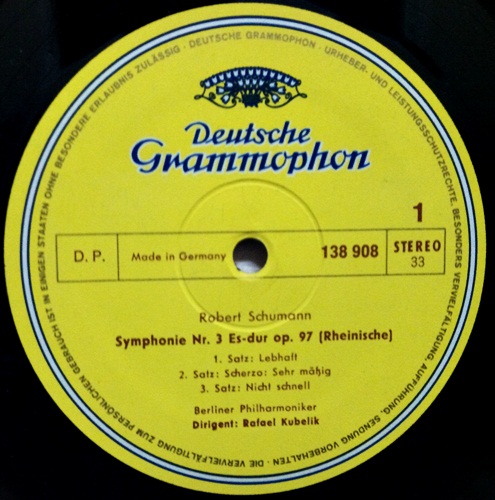 DEUTSCHE GRAMMOPHON · URHEBER- UND LEISTUNGSSCHUTZRECHTE, BESONDERS VERVIELFÄLTIGUNG, AUFFÜHRUNG, SENDUNG VORBEHALTEN · DIE VERVIELFÄLTIGUNG ZUM PERSÖNLICHEN GEBRAUCH IST IN EINIGEN STAATEN OHNE BESONDERE ERLAUBNIS ZULÄSSIG ·
Deutsche
Grammophon
1
D. P. Made in Germany 138 908 STEREO
33
Robert Schumann
Symphonie Nr. 3 Es-dur op. 97 (Rheinische)
1. Satz: Lebhaft
2. Satz: Scherzo: Sehr mäßig
3. Satz: Nicht schnell
Berliner Philharmoniker
Dirigent: Rafael Kubelik